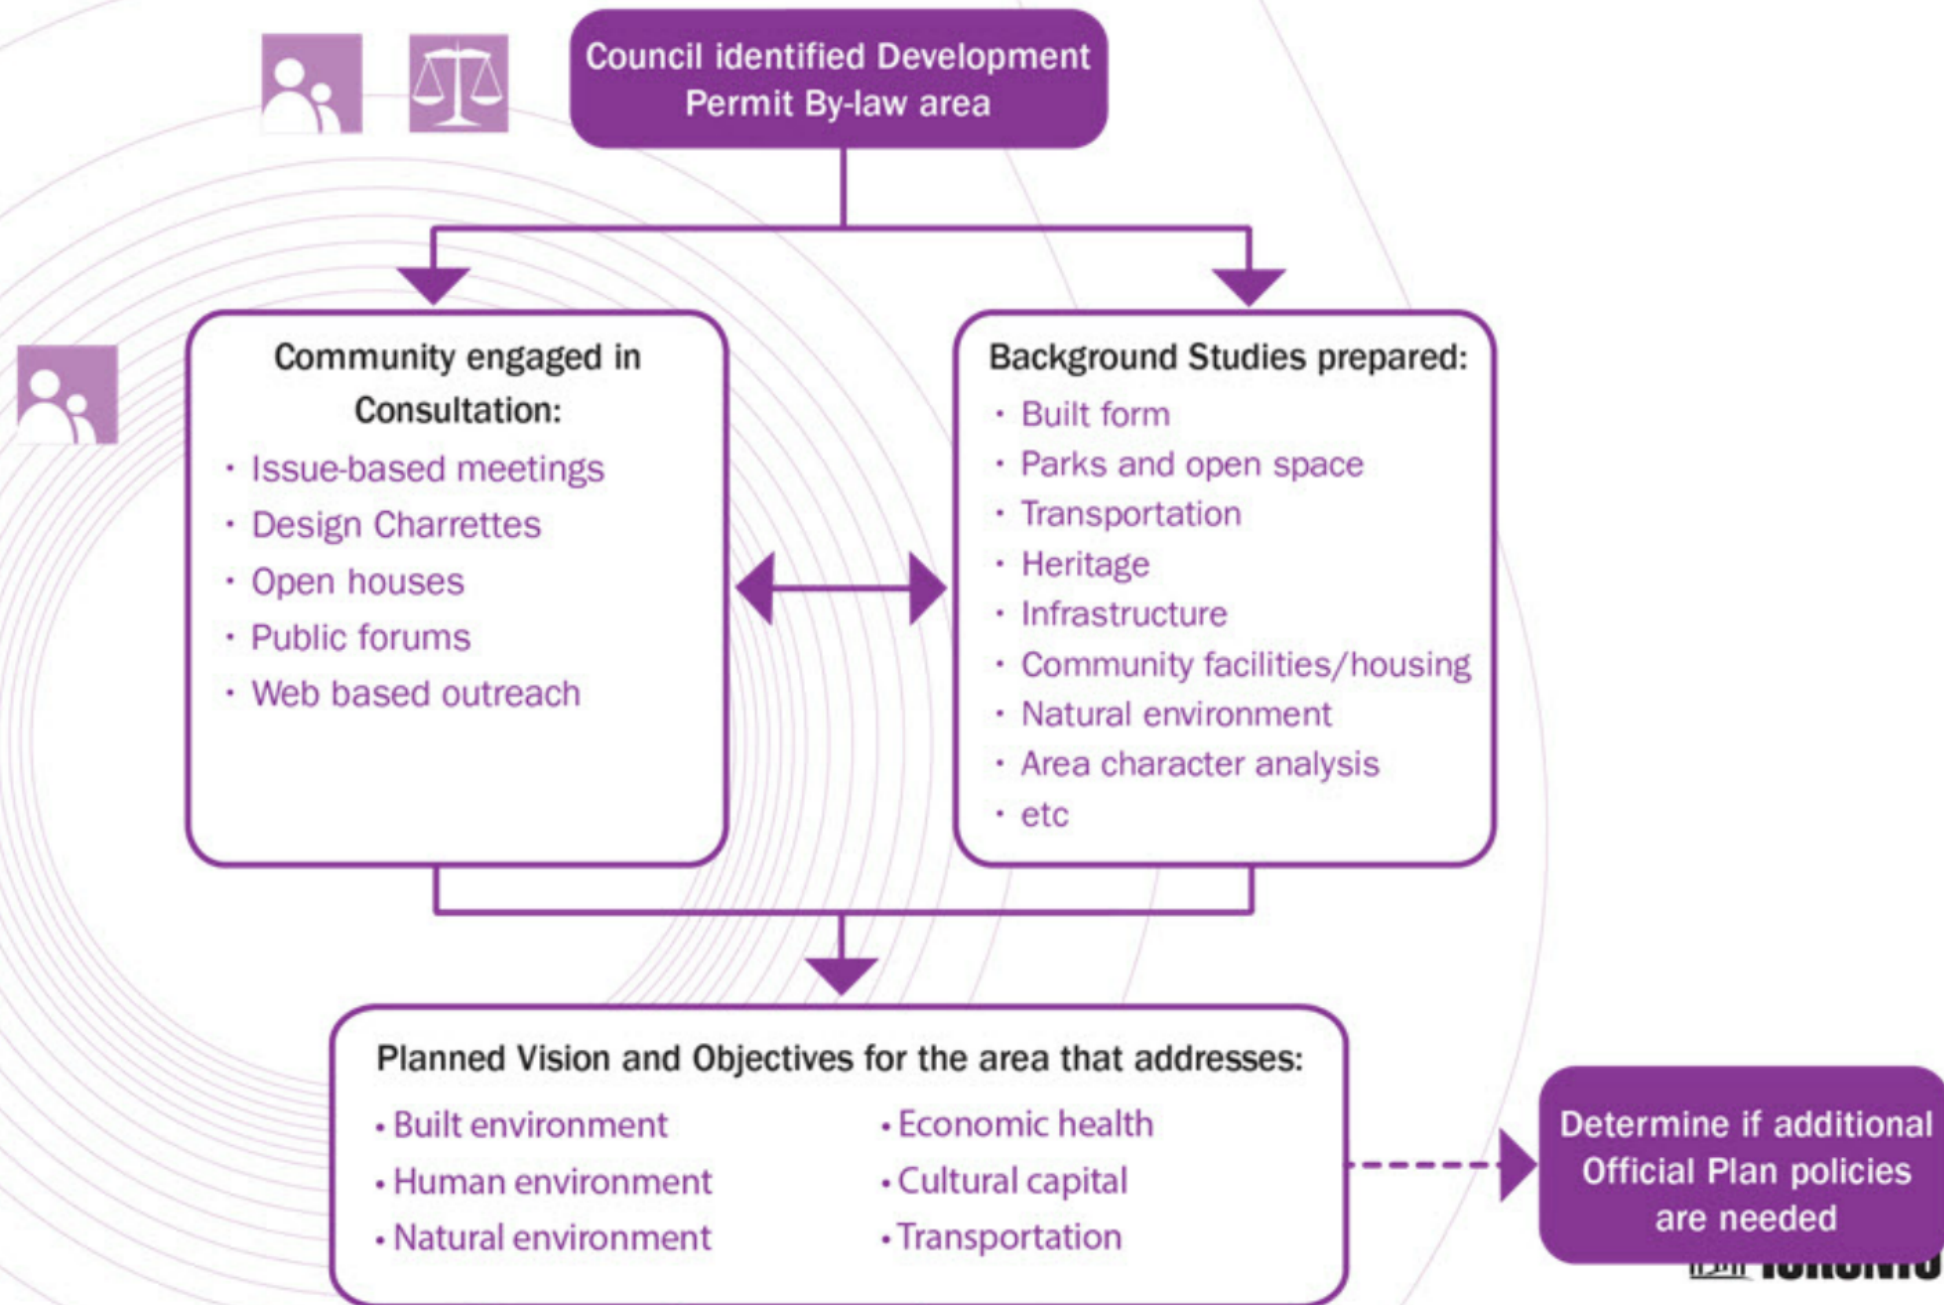 Council identified Development
Permit By-law area
Community engaged in
Consultation:
· Issue-based meetings
· Design Charrettes
· Open houses
· Public forums
· Web based outreach
Background Studies prepared:
· Built form
· Parks and open space
· Transportation
· Heritage
· Infrastructure
· Community facilities/housing
· Natural environment
· Area character analysis
· etc
Planned Vision and Objectives for the area that addresses:
• Built environment
• Human environment
• Natural environment
• Economic health
• Cultural capital
• Transportation
Determine if additional
Official Plan policies
are needed
TORONTO